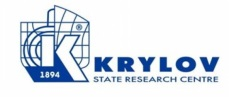 K
1894
KRYLOV
STATE RESEARCH CENTRE